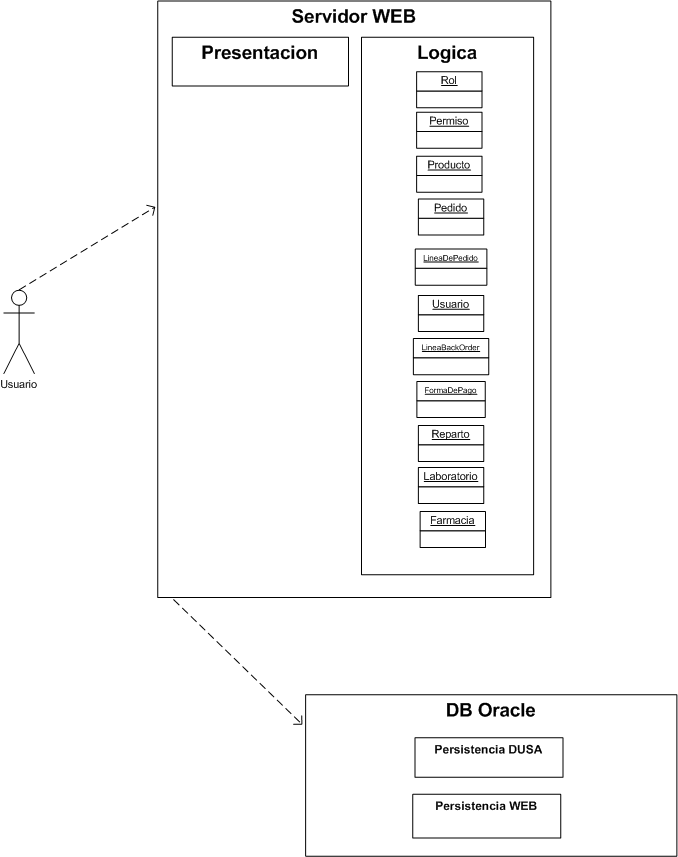 Servidor WEB
Presentacion
Logica
Rol
Permiso
Producto
Pedido
LineaDePedido
Usuario
LineaBackOrder
FormaDePago
Reparto
Laboratorio
Farmacia
Usuario
DB Oracle
Persistencia DUSA
Persistencia WEB